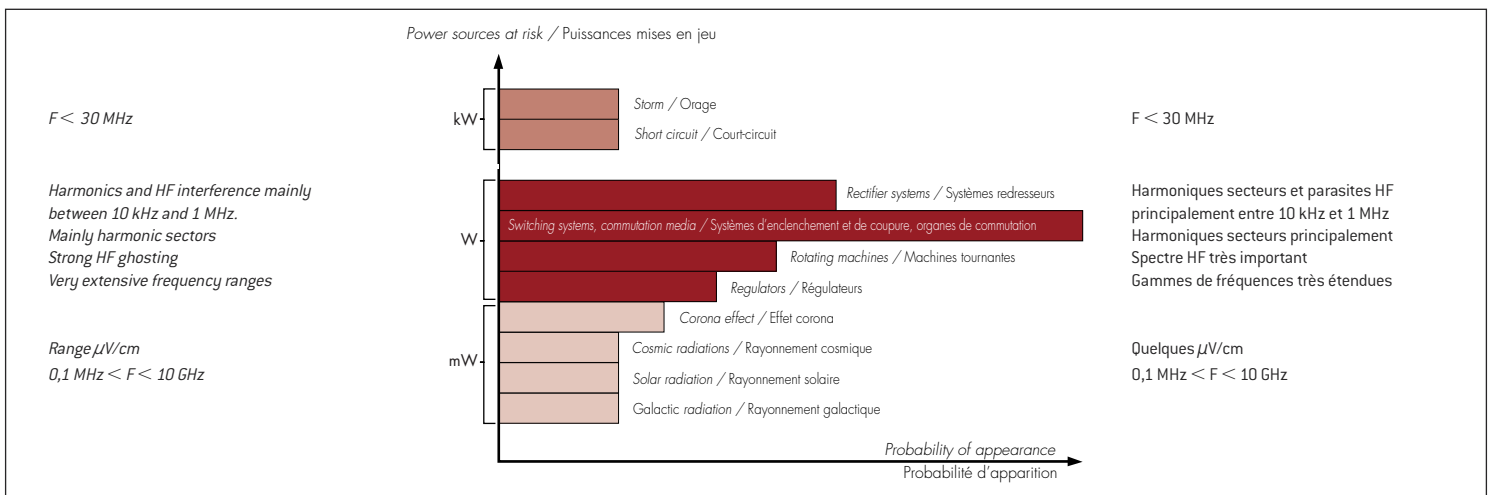 Power sources at risk / Puissances mises en jeu
F < 30 MHz
kW
Storm / Orage
Short circuit / Court-circuit
F < 30 MHz
Harmonics and HF interference mainly
between 10 kHz and 1 MHz.
Mainly harmonic sectors
Strong HF ghosting
Very extensive frequency ranges
W
Rectifier systems / Systèmes redresseurs
Switching systems, commutation media / Systèmes d'enclenchement et de coupure, organes de commutation
Rotating machines / Machines tournantes
Regulators / Régulateurs
Harmoniques secteurs et parasites HF
principalement entre 10 kHz et 1 MHz
Harmoniques secteurs principalement
Spectre HF très important
Gammes de fréquences très étendues
Range µV/cm
0,1 MHz < F < 10 GHz
mW
Corona effect / Effet corona
Cosmic radiations / Rayonnement cosmique
Solar radiation / Rayonnement solaire
Galactic radiation / Rayonnement galactique
Quelques µV/cm
0,1 MHz < F < 10 GHz
Probability of appearance
Probabilité d'apparition